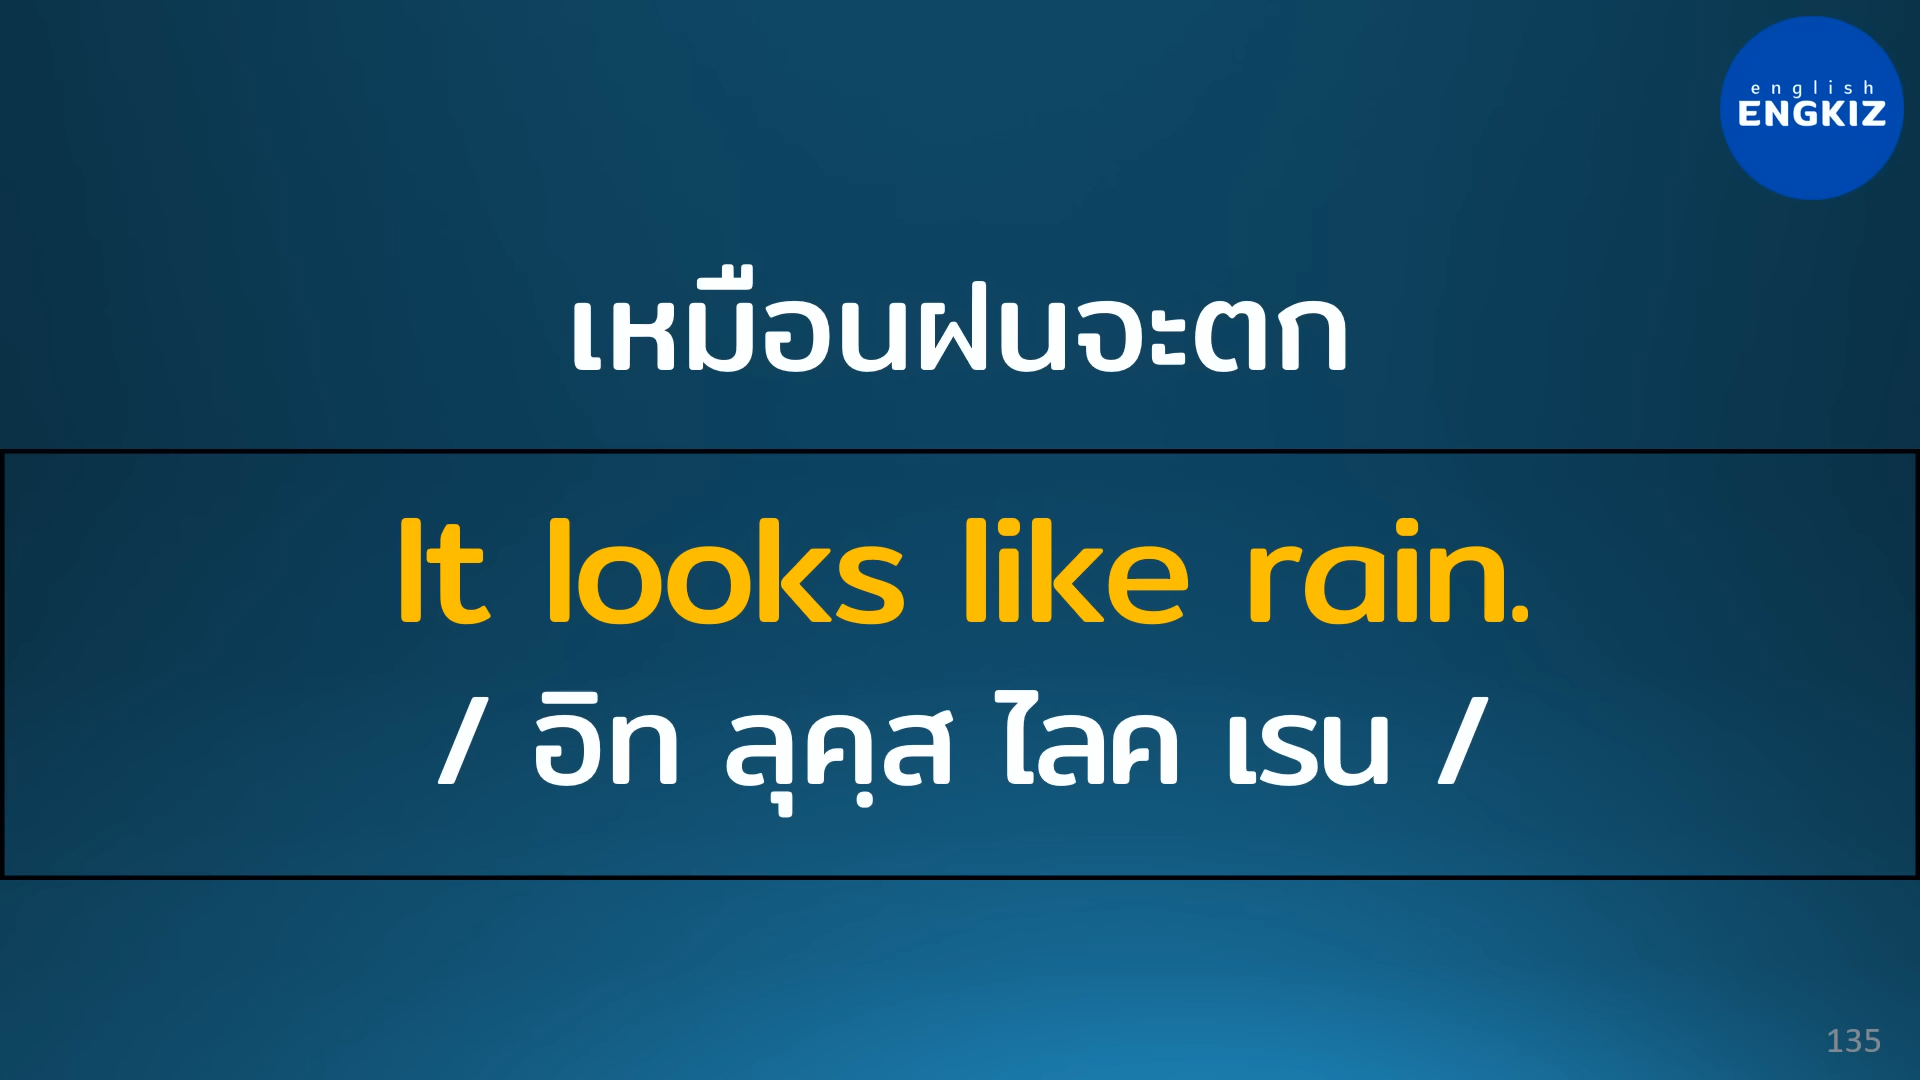 english
ENGKIZ
เหมือนฝนจะตก
It looks like rain.
/ อิท ลุคฺส ไลค เรน /
135